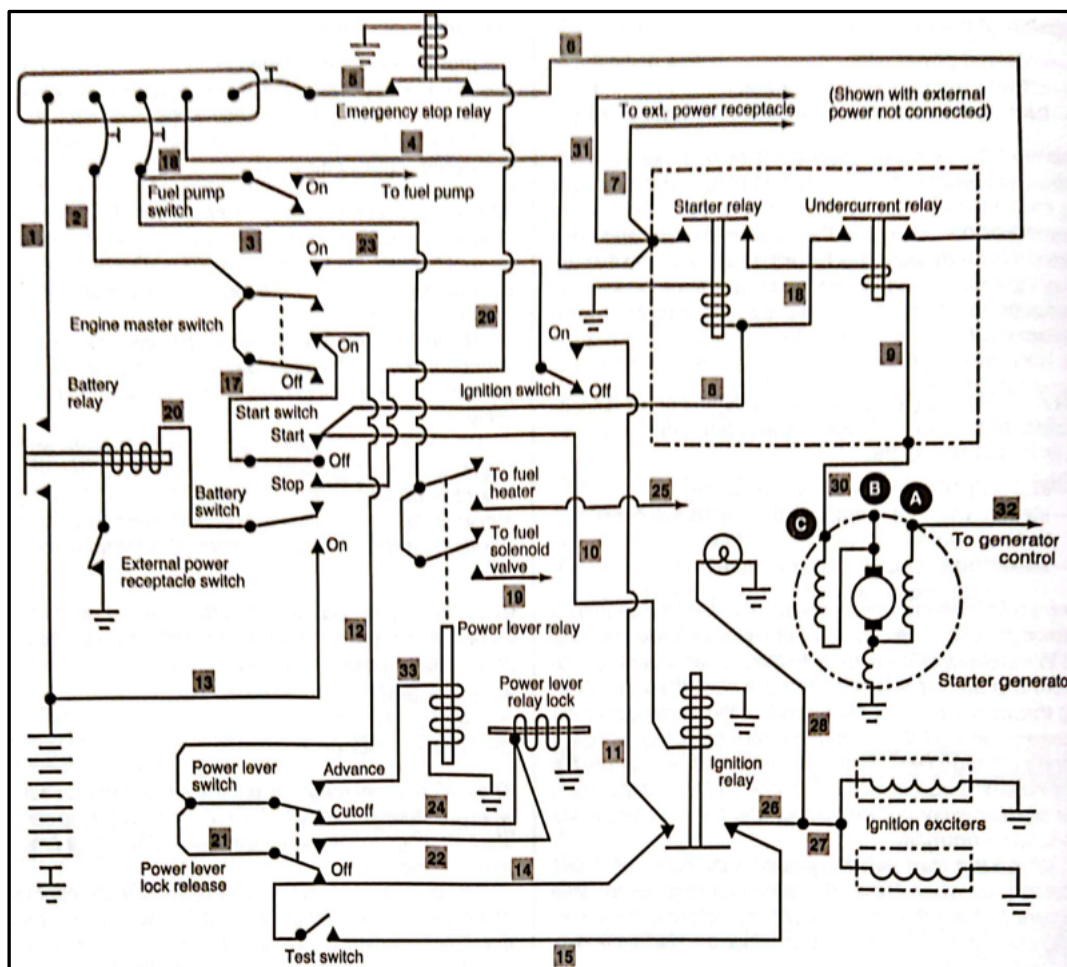 6
5
Emergency stop relay
(Shown with external
power not connected)
To ext. power receptacle
4
31
7
18
Fuel pump
switch
On
To fuel pump
2
1
3
23
Starter relay
Undercurrent relay
On
18
Engine master switch
29
On
On
9
17
Off
Ignition switch
Off
8
Battery
relay
20
Start switch
Start
Off
Stop
Battery
switch
On
To fuel
heater
25
To fuel
solenoid
valve
19
10
30
B
A
C
32
To generator
control
External power
receptacle switch
12
Power lever relay
Starter generato
13
33
Power lever
relay lock
28
Power lever
switch
Advance
Cutoff
24
11
Ignition
relay
26
Ignition exciters
27
21
22
14
Power lever
lock release
Off
Test switch
15